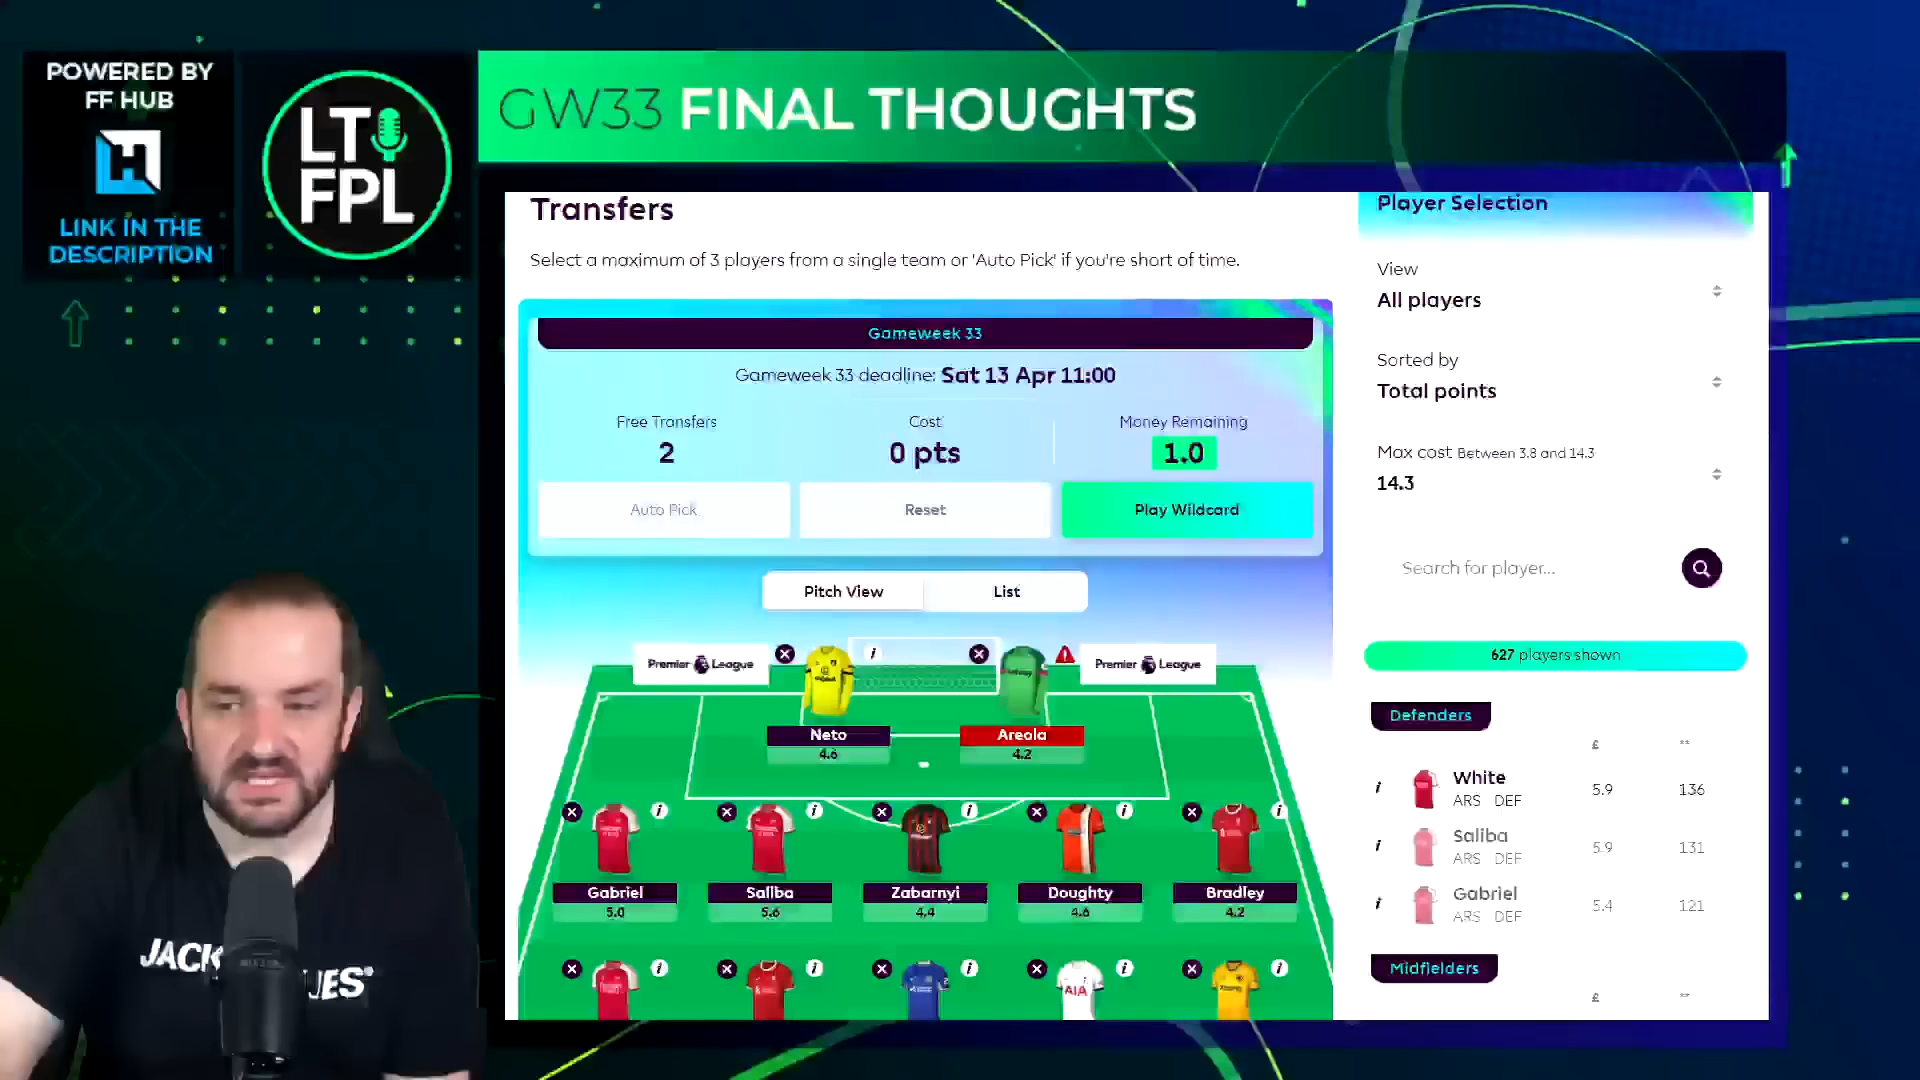 POWERED BY
FF HUB
LINK IN THE
DESCRIPTION
LT
FPL
GW33 FINAL THOUGHTS
Transfers
Select a maximum of 3 players from a single team or 'Auto Pick' if you're short of time.
Gameweek 33
Gameweek 33 deadline: Sat 13 Apr 11:00
Free Transfers
2
Cost
0 pts
Money Remaining
1.0
Auto Pick
Reset
Play Wildcard
Pitch View
List
Premier League
Premier League
Neto
4.6
Areola
4.2
Gabriel
5.0
Saliba
5.6
Zabarnyi
4.4
Doughty
4.6
Bradley
4.2
AIA
Player Selection
View
All players
Sorted by
Total points
Max cost Between 3.8 and 14.3
14.3
Search for player...
627 players shown
Defenders
£ **
White 5.9 136
ARS DEF
Saliba 5.9 131
ARS DEF
Gabriel 5.4 121
ARS DEF
Midfielders
£ **